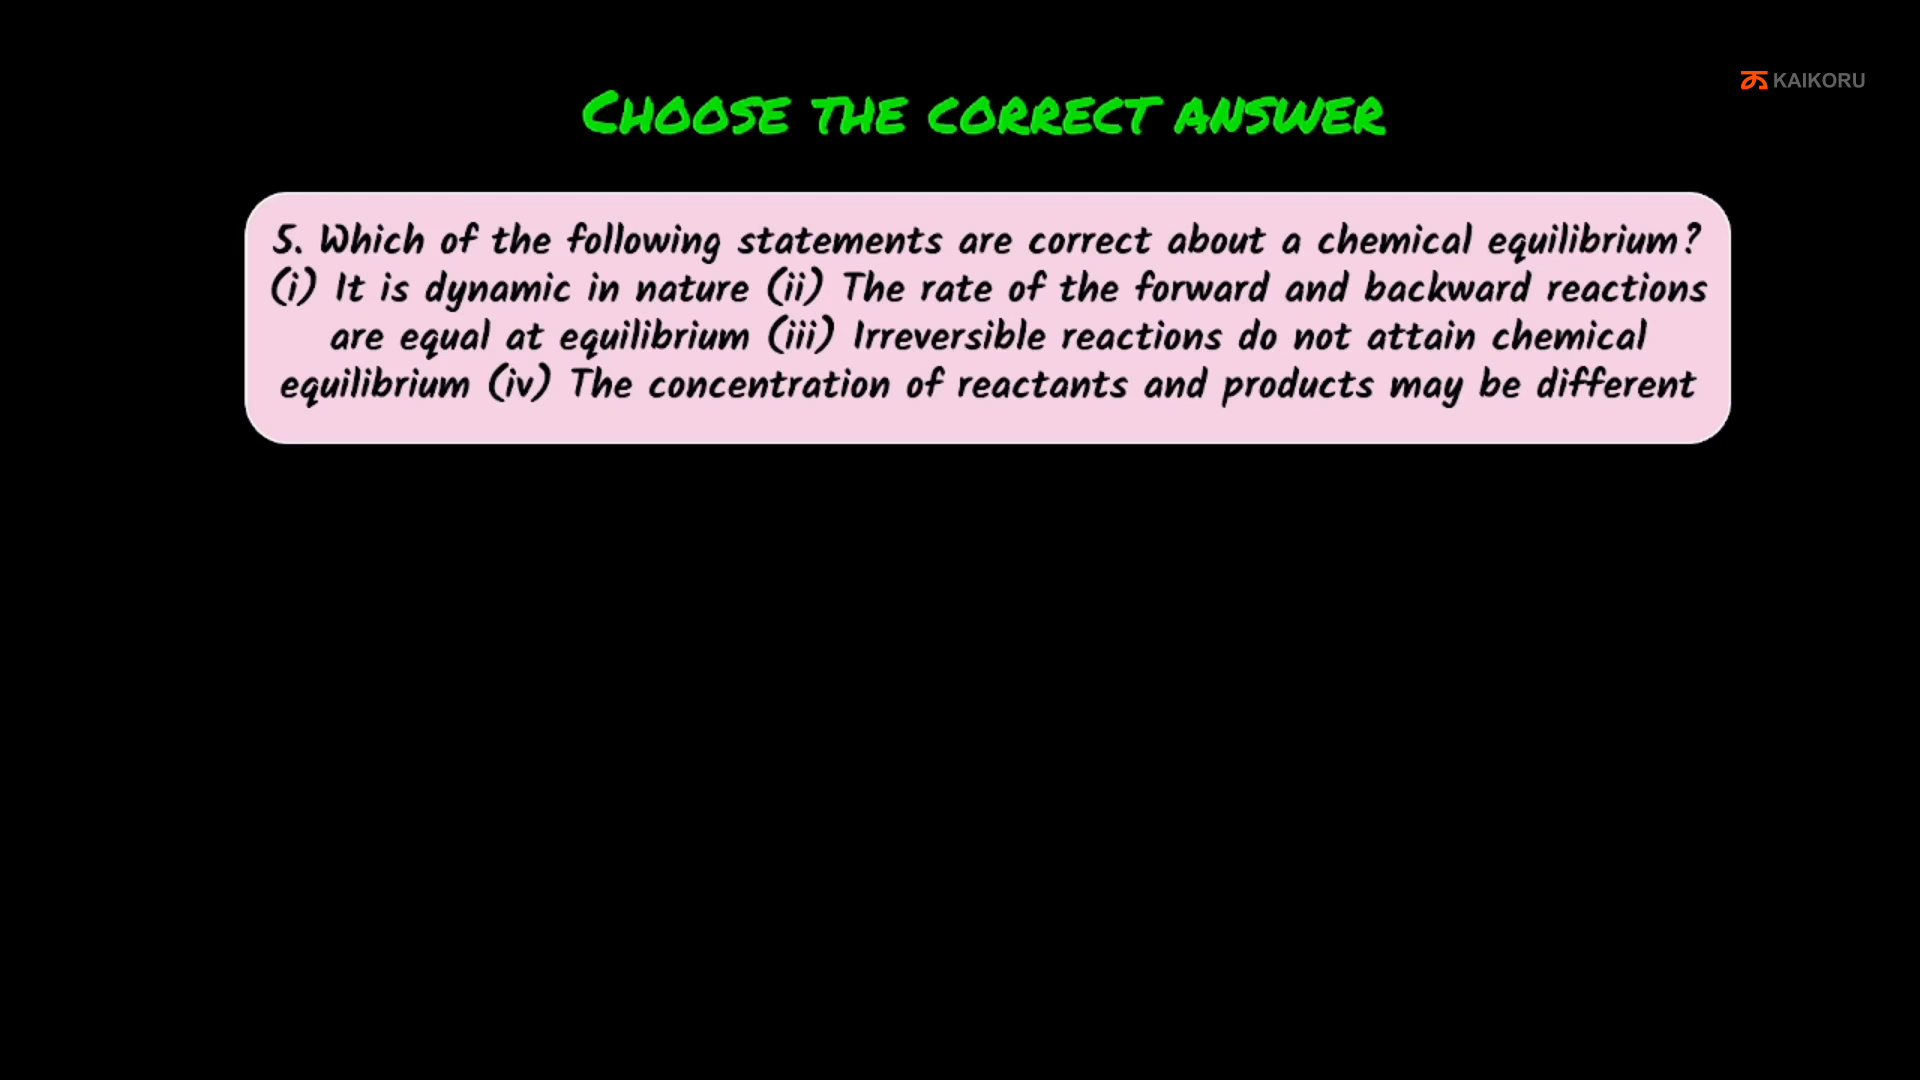 KAIKORU
Choose the correct answer
5. Which of the following statements are correct about a chemical equilibrium?
(i) It is dynamic in nature (ii) The rate of the forward and backward reactions
are equal at equilibrium (iii) Irreversible reactions do not attain chemical
equilibrium (iv) The concentration of reactants and products may be different